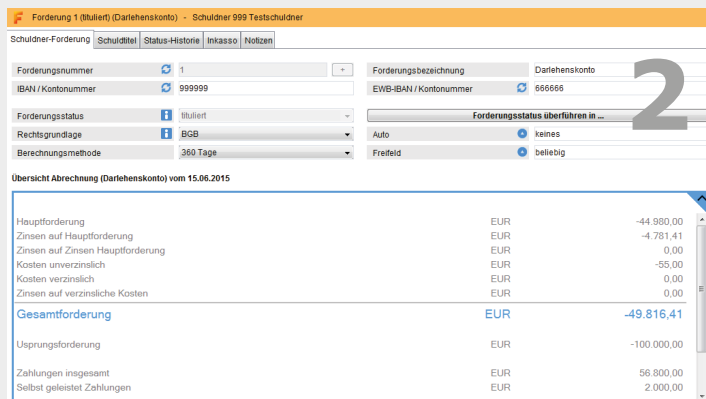 Forderung 1 (tituliert) (Darlehenskonto) - Schuldner 999 Testschuldner
Schuldner-Forderung Schuldtitel Status-Historie Inkasso Notizen
Forderungsnummer 1 + Forderungsbezeichnung Darlehenskonto
IBAN / Kontonummer 999999 EWB-IBAN / Kontonummer 666666
2
Forderungsstatus tituliert Forderungsstatus überführen in ...
Rechtsgrundlage BGB Auto keines
Berechnungsmethode 360 Tage Freifeld beliebig
Übersicht Abrechnung (Darlehenskonto) vom 15.06.2015
Hauptforderung EUR -44.980,00
Zinsen auf Hauptforderung EUR -4.781,41
Zinsen auf Zinsen Hauptforderung EUR 0,00
Kosten unverzinslich EUR -55,00
Kosten verzinslich EUR 0,00
Zinsen auf verzinsliche Kosten EUR 0,00
Gesamtforderung EUR -49.816,41
Usprungsforderung EUR -100.000,00
Zahlungen insgesamt EUR 56.800,00
Selbst geleistet Zahlungen EUR 2.000,00